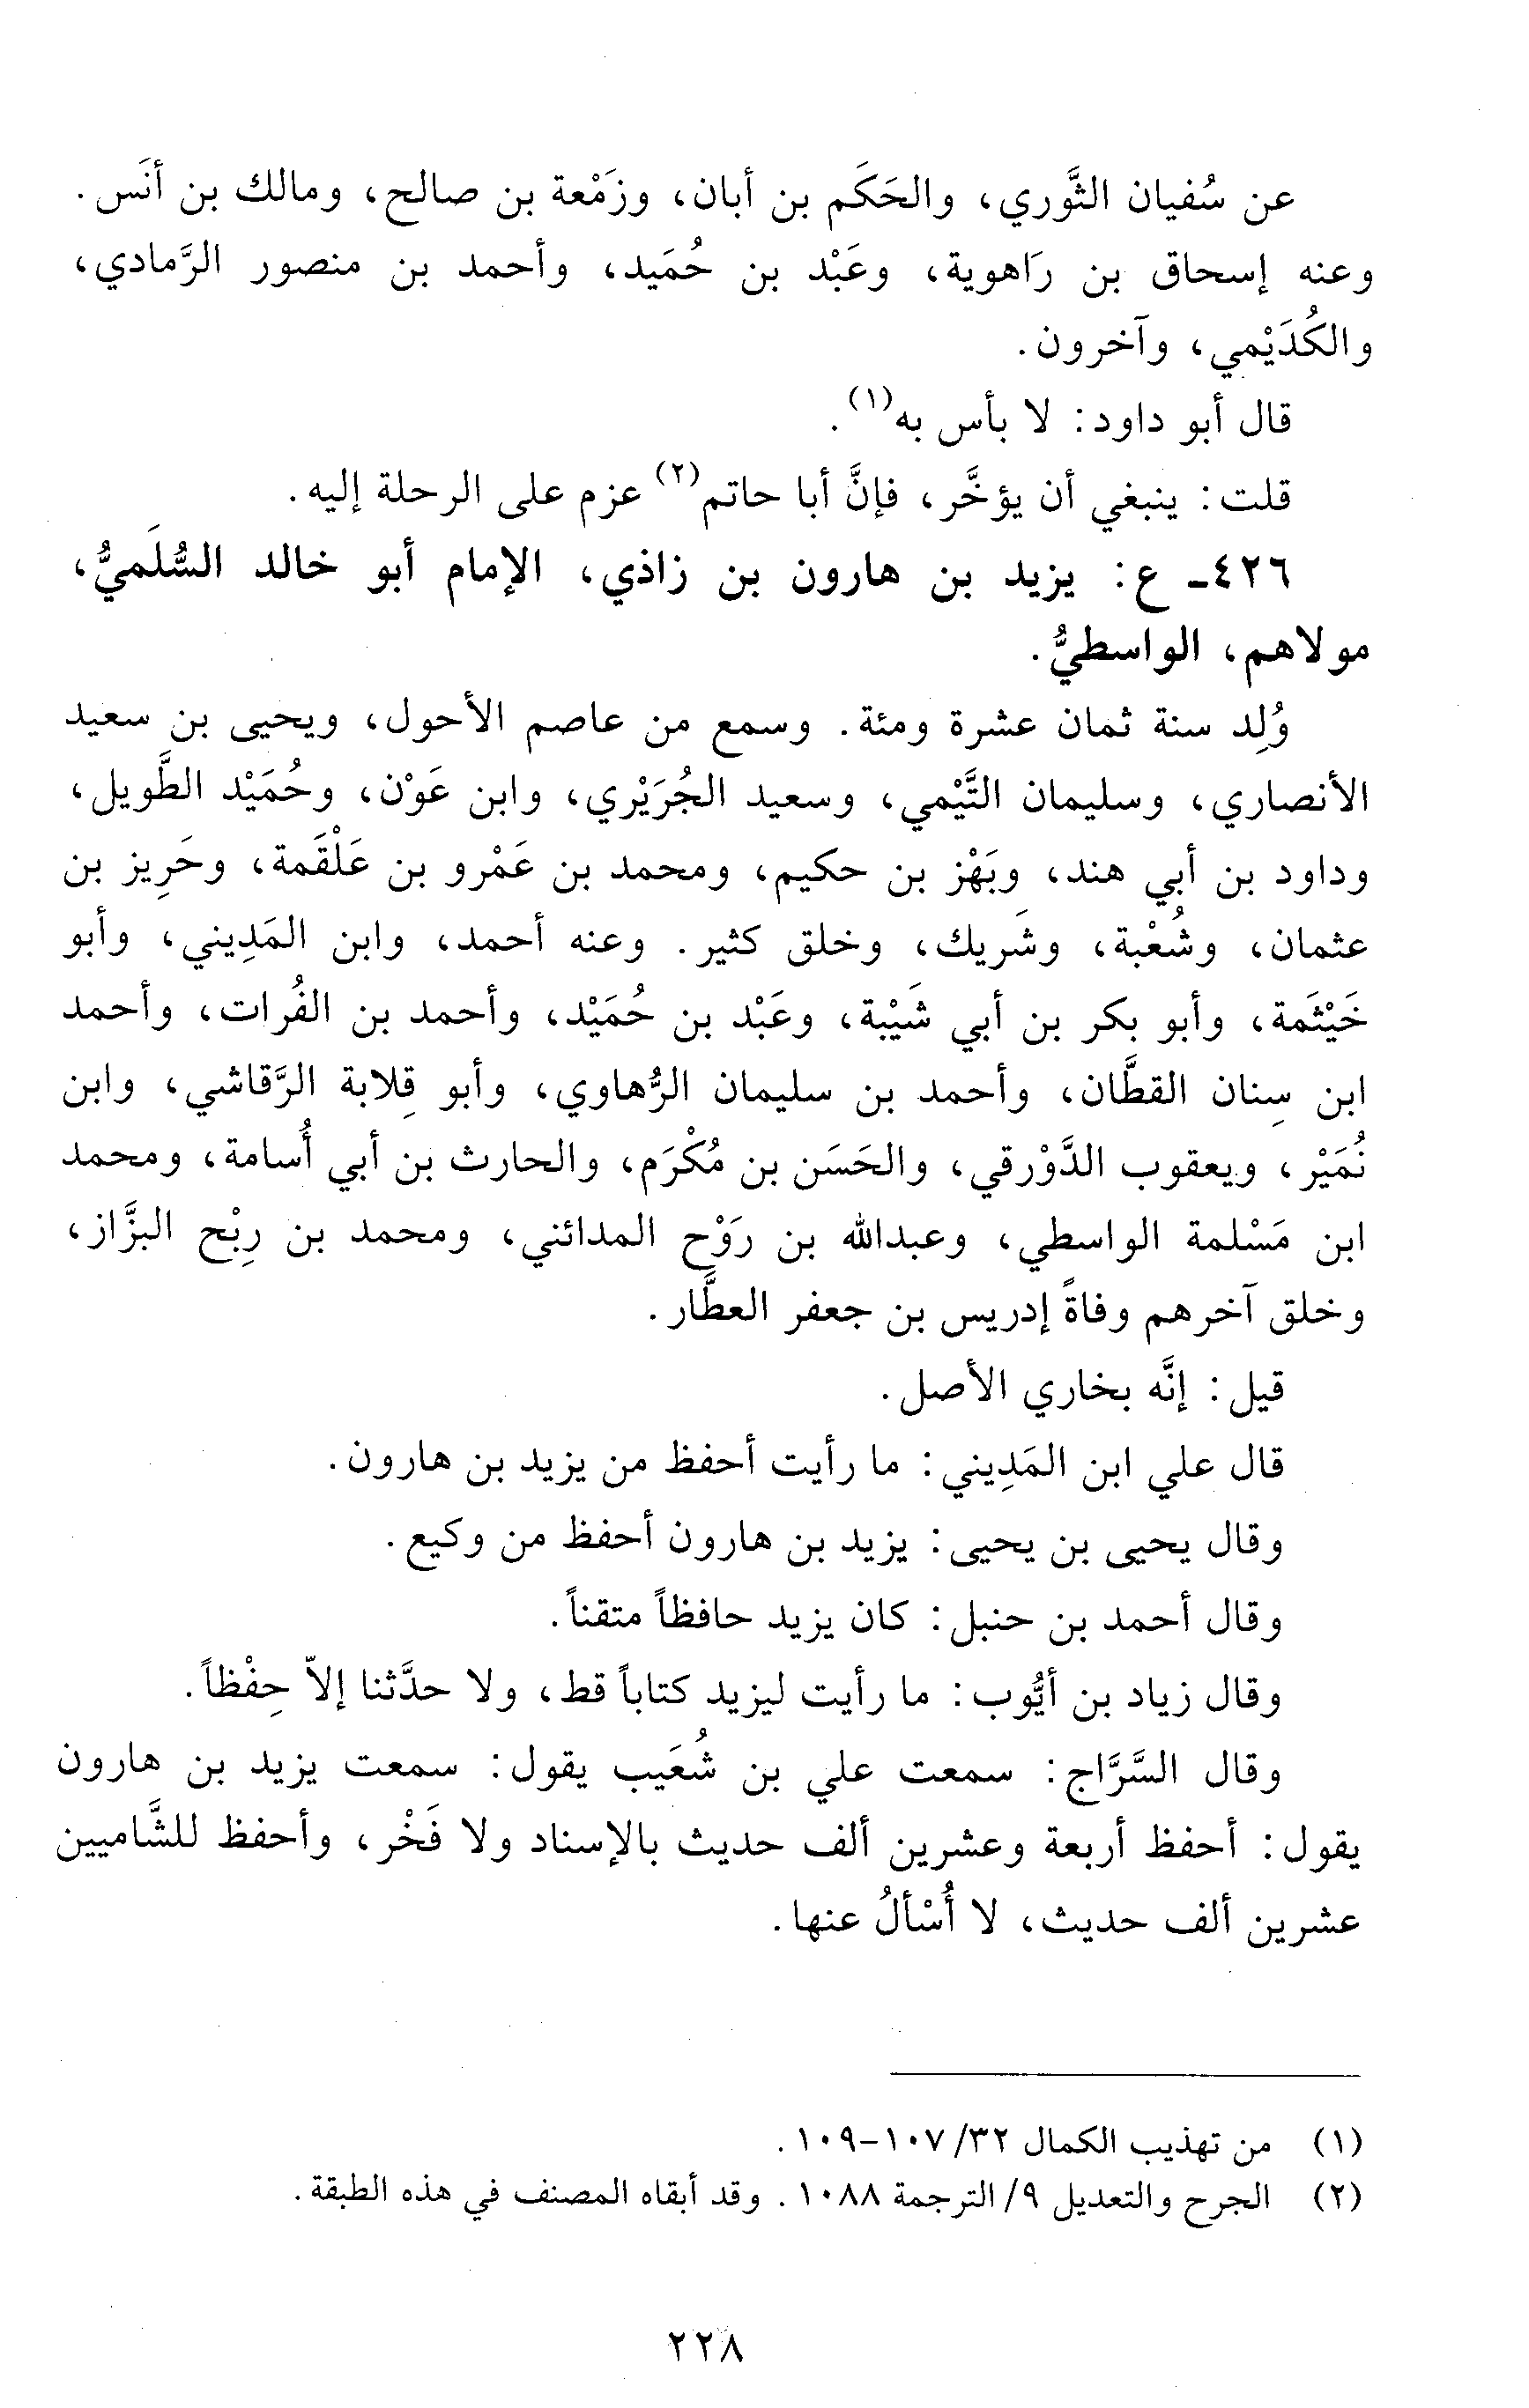 عن سُفيان الثَّوري، والحَكَم بن أبان، وزَمْعة بن صالح، ومالك بن أنَس.
وعنه إسحاق بن رَاهوية، وعَبْد بن حُمَيد، وأحمد بن منصور الرَّمادي،
والكُدَيْمي، وآخرون.
قال أبو داود: لا بأس به(١).
قلت: ينبغي أن يؤخَّر، فإنَّ أبا حاتم(٢) عزم على الرحلة إليه.
٤٢٦- ع: يزيد بن هارون بن زاذي، الإمام أبو خالد السُّلَميُّ،
مولاهم، الواسطيُّ.
وُلِد سنة ثمان عشرة ومئة. وسمع من عاصم الأحول، ويحيى بن سعيد
الأنصاري، وسليمان التَّيْمي، وسعيد الجُرَيْري، وابن عَوْن، وحُمَيْد الطَّويل،
وداود بن أبي هند، وبَهْز بن حكيم، ومحمد بن عَمْرو بن عَلْقَمة، وحَرِيز بن
عثمان، وشُعْبة، وشَريك، وخلق كثير. وعنه أحمد، وابن المَدِيني، وأبو
خَيْثَمة، وأبو بكر بن أبي شَيْبة، وعَبْد بن حُمَيْد، وأحمد بن الفُرات، وأحمد
ابن سِنان القطَّان، وأحمد بن سليمان الرُّهاوي، وأبو قِلابة الرَّقاشي، وابن
نُمَيْر، ويعقوب الدَّوْرقي، والحَسَن بن مُكْرَم، والحارث بن أبي أُسامة، ومحمد
ابن مَسْلمة الواسطي، وعبدالله بن رَوْح المدائني، ومحمد بن رِبْح البزَّاز،
وخلق آخرهم وفاةً إدريس بن جعفر العطَّار.
قيل: إنَّه بخاري الأصل.
قال علي ابن المَدِيني: ما رأيت أحفظ من يزيد بن هارون.
وقال يحيى بن يحيى: يزيد بن هارون أحفظ من وكيع.
وقال أحمد بن حنبل: كان يزيد حافظاً متقناً.
وقال زياد بن أيُّوب: ما رأيت ليزيد كتاباً قط، ولا حدَّثنا إلاّ حِفْظاً.
وقال السَّرَّاج: سمعت علي بن شُعَيب يقول: سمعت يزيد بن هارون
يقول: أحفظ أربعة وعشرين ألف حديث بالإسناد ولا فَخْر، وأحفظ للشَّاميين
عشرين ألف حديث، لا أُسْألُ عنها.
(١) من تهذيب الكمال ٣٢/ ١٠٧-١٠٩.
(٢) الجرح والتعديل ٩/ الترجمة ١٠٨٨. وقد أبقاه المصنف في هذه الطبقة.
٢٢٨